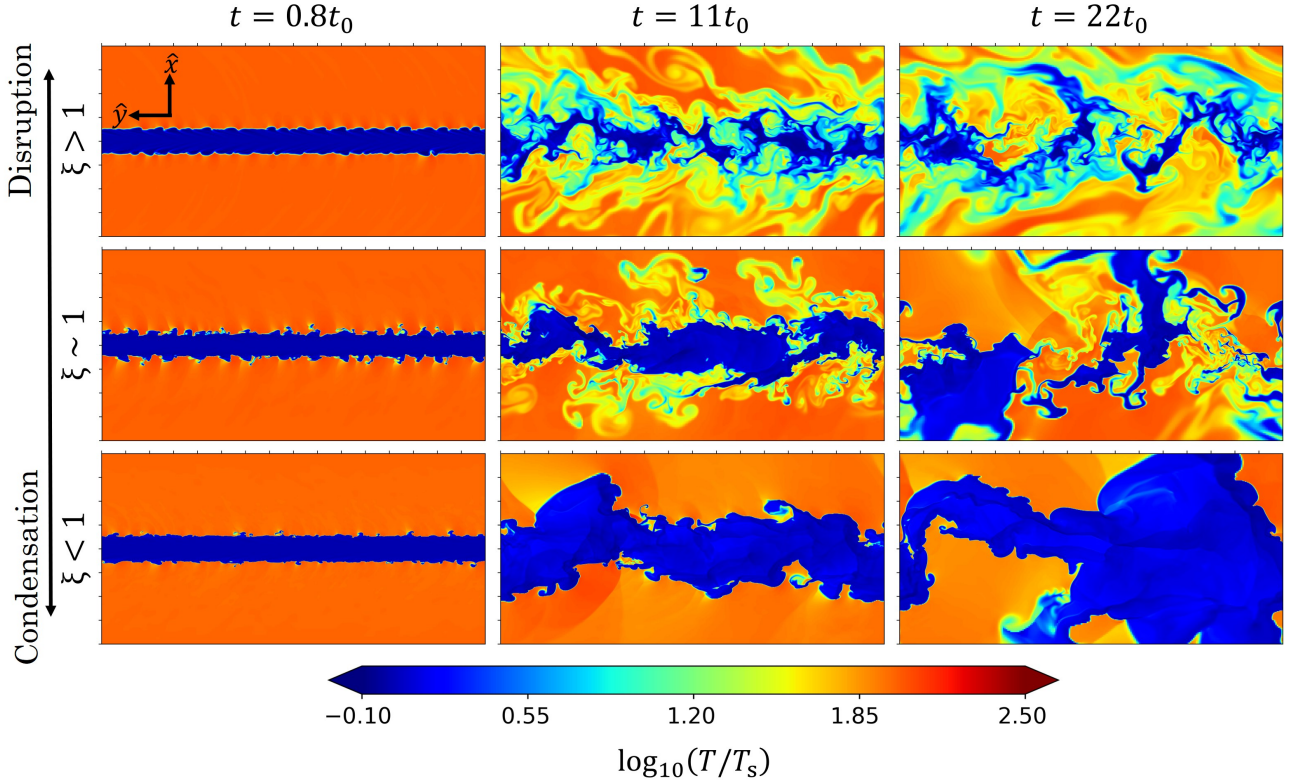 t = 0.8t₀
t = 11t₀
t = 22t₀
Disruption
ξ > 1
x̂
ŷ
ξ ~ 1
Condensation
ξ < 1
−0.10
0.55
1.20
1.85
2.50
log₁₀(T/Tₛ)